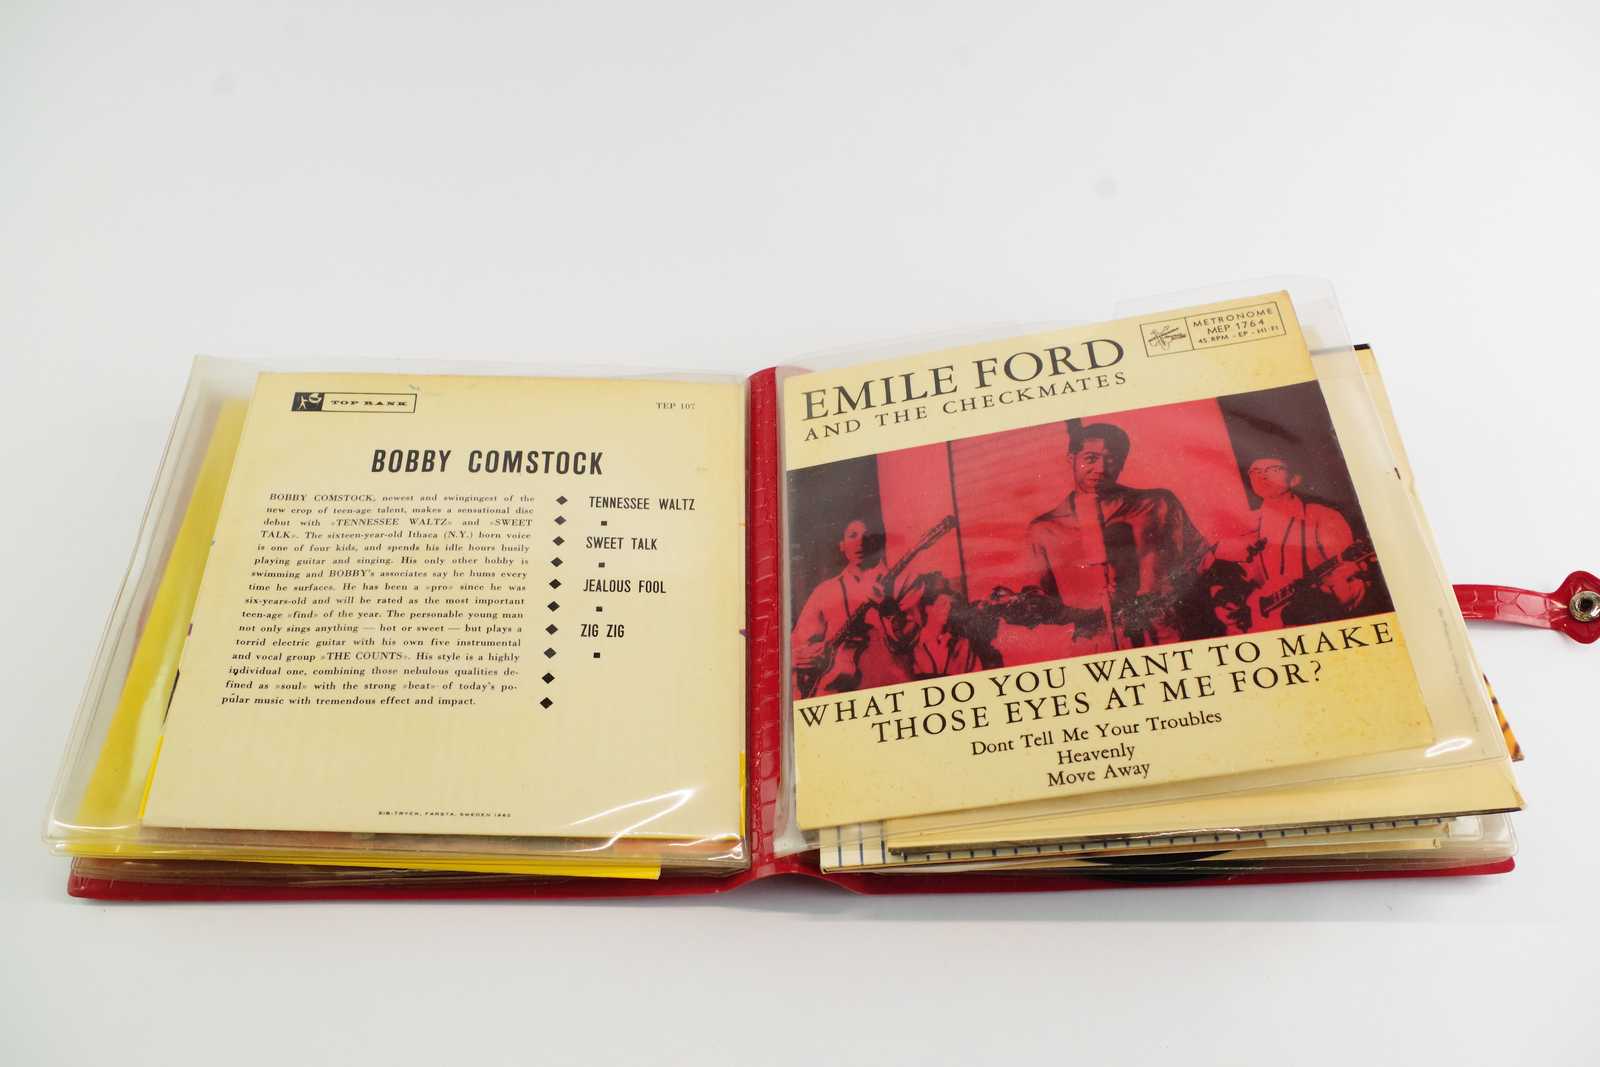 TOP RANK
TEP 107
BOBBY COMSTOCK
BOBBY COMSTOCK, newest and swingingest of the
new crop of teen-age talent, makes a sensational disc
debut with »TENNESSEE WALTZ» and »SWEET
TALK». The sixteen-year-old Ithaca (N.Y.) born voice
is one of four kids, and spends his idle hours busily
playing guitar and singing. His only other hobby is
swimming and BOBBY's associates say he hums every
time he surfaces. He has been a »pro» since he was
six-years-old and will be rated as the most important
teen-age »find» of the year. The personable young man
not only sings anything — hot or sweet — but plays a
torrid electric guitar with his own five instrumental
and vocal group »THE COUNTS». His style is a highly
individual one, combining those nebulous qualities de-
fined as »soul» with the strong »beat» of today's po-
pular music with tremendous effect and impact.
TENNESSEE WALTZ
SWEET TALK
JEALOUS FOOL
ZIG ZIG
SIB-TRYCK, FARSTA, SWEDEN 1960
EMILE FORD
AND THE CHECKMATES
METRONOME
MEP 1764
45 RPM - EP - HI-FI
WHAT DO YOU WANT TO MAKE
THOSE EYES AT ME FOR?
Dont Tell Me Your Troubles
Heavenly
Move Away